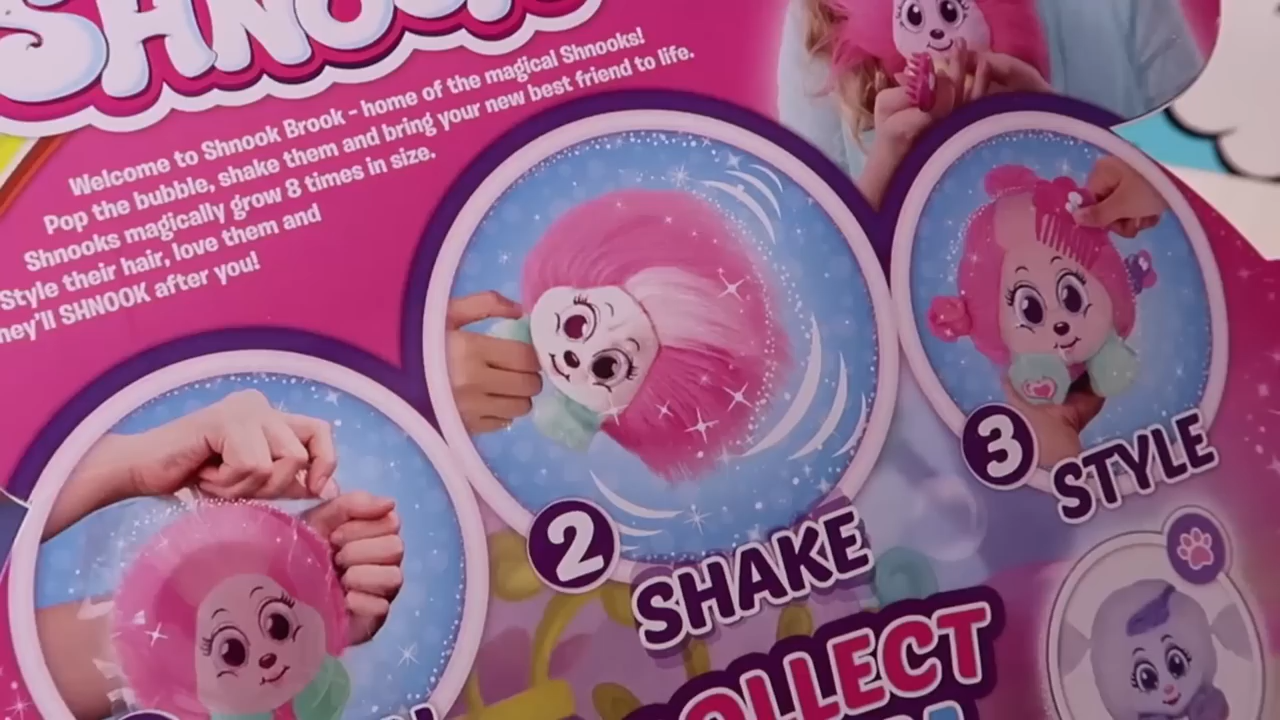 SHNOOKS
Welcome to Shnook Brook - home of the magical Shnooks!
Pop the bubble, shake them and bring your new best friend to life.
Shnooks magically grow 8 times in size.
Style their hair, love them and
hey'll SHNOOK after you!
2 SHAKE
3 STYLE
OLLECT